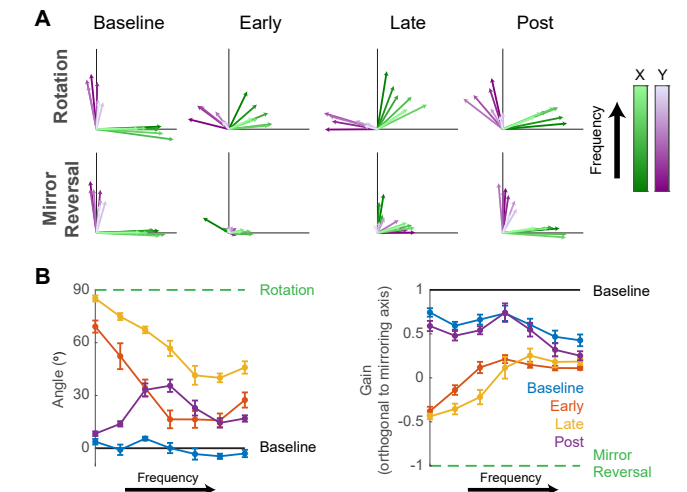 A
Baseline
Early
Late
Post
Rotation
Mirror
Reversal
X Y
Frequency
B
90
60
30
0
Angle (º)
Rotation
Baseline
Frequency
1
0.5
0
-0.5
-1
Gain
(orthogonal to mirroring axis)
Baseline
Baseline
Early
Late
Post
Mirror
Reversal
Frequency